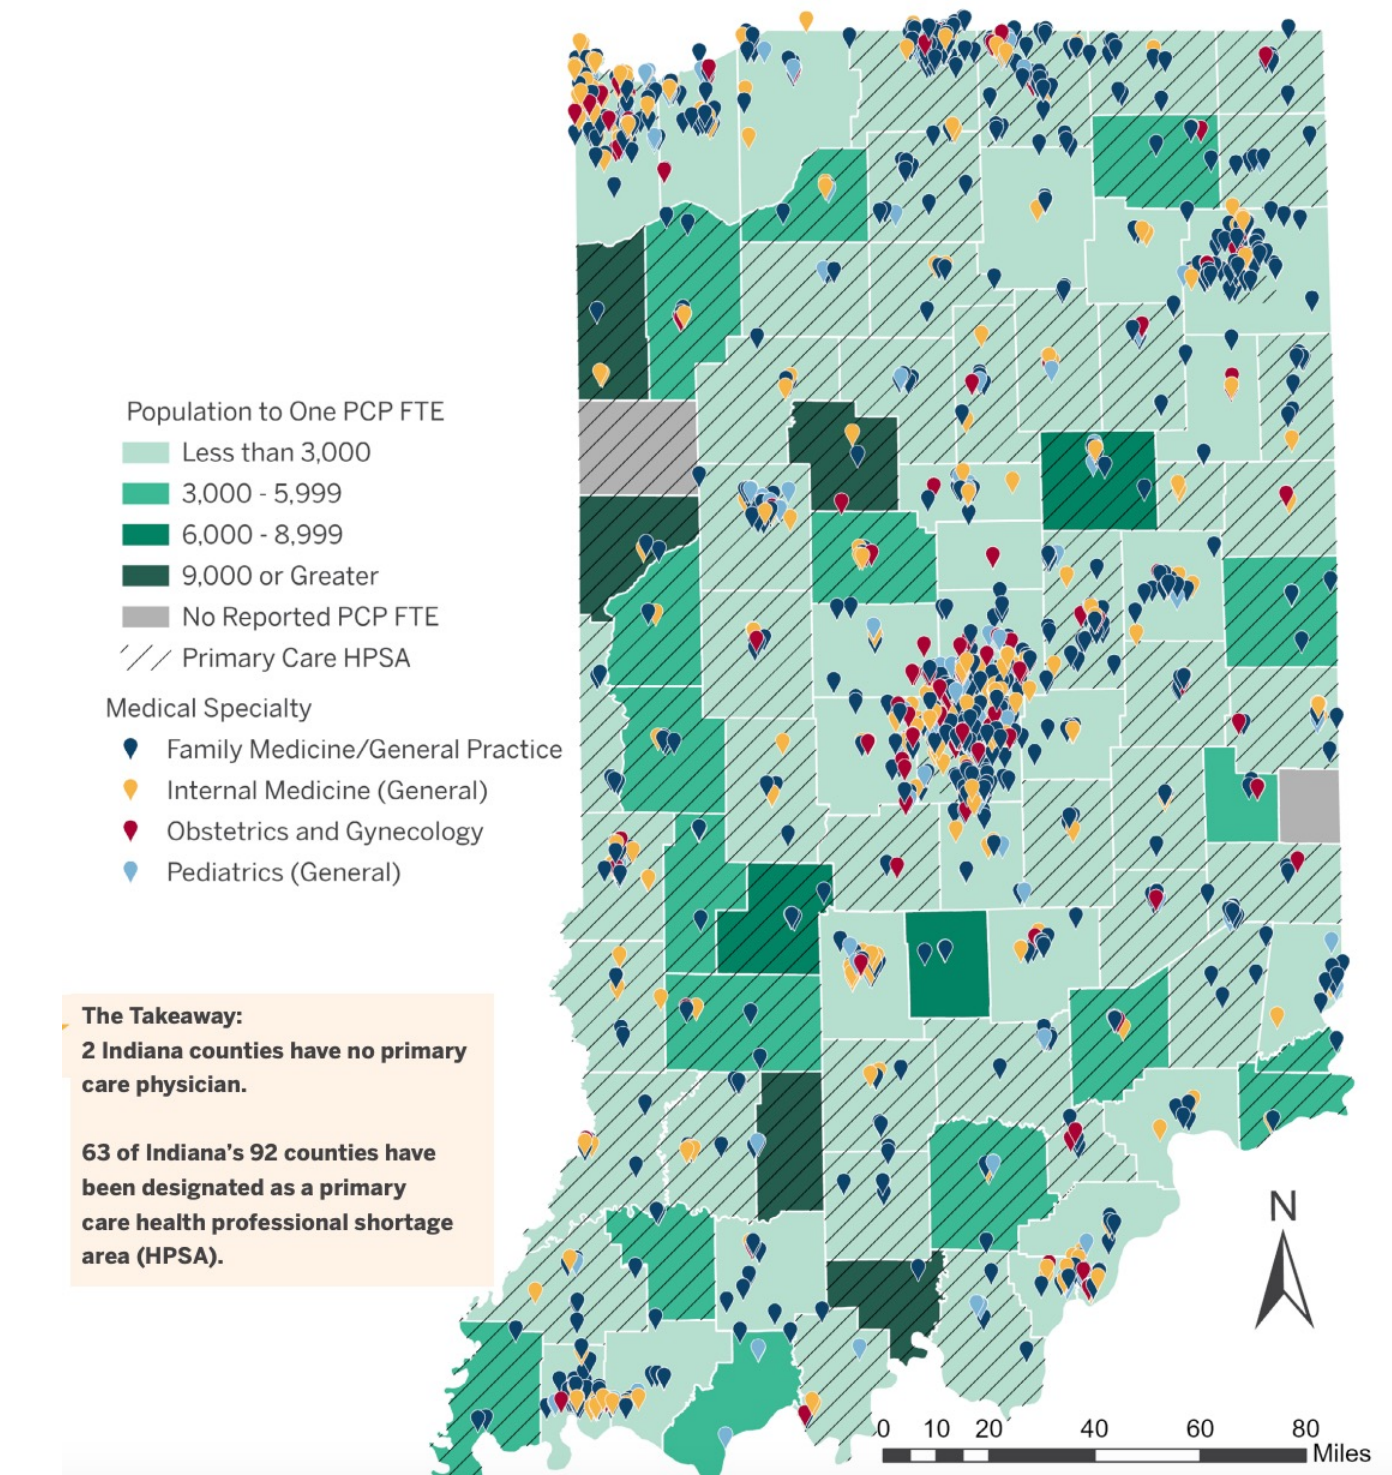 Population to One PCP FTE
Less than 3,000
3,000 - 5,999
6,000 - 8,999
9,000 or Greater
No Reported PCP FTE
Primary Care HPSA
Medical Specialty
Family Medicine/General Practice
Internal Medicine (General)
Obstetrics and Gynecology
Pediatrics (General)
The Takeaway:
2 Indiana counties have no primary
care physician.
63 of Indiana’s 92 counties have
been designated as a primary
care health professional shortage
area (HPSA).
N
0 10 20 40 60 80
Miles